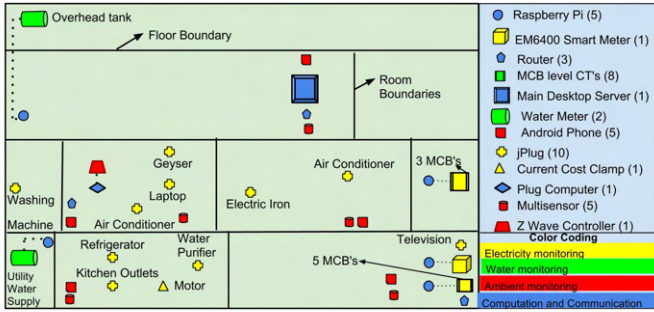 Overhead tank
Floor Boundary
Room
Boundaries
Geyser
Air Conditioner
3 MCB's
Washing
Machine
Laptop
Electric Iron
Air Conditioner
Refrigerator
Water
Purifier
Television
5 MCB's
Kitchen Outlets
Motor
Utility
Water
Supply
Raspberry Pi (5)
EM6400 Smart Meter (1)
Router (3)
MCB level CT's (8)
Main Desktop Server (1)
Water Meter (2)
Android Phone (5)
jPlug (10)
Current Cost Clamp (1)
Plug Computer (1)
Multisensor (5)
Z Wave Controller (1)
Color Coding
Electricity monitoring
Water monitoring
Ambient monitoring
Computation and Communication